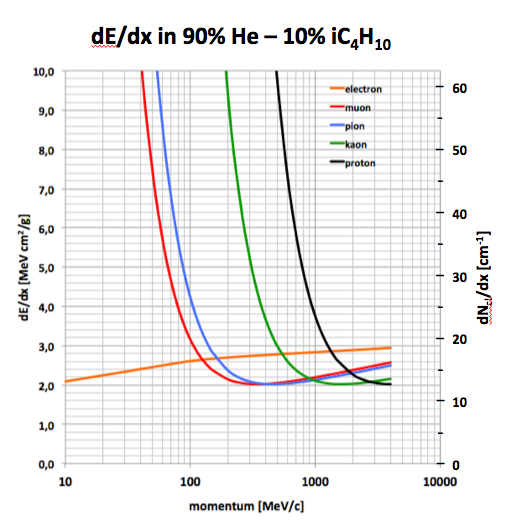 dE/dx in 90% He – 10% iC4H10
10,0
9,0
8,0
7,0
6,0
5,0
4,0
3,0
2,0
1,0
0,0
dE/dx [MeV cm²/g]
electron
muon
pion
kaon
proton
60
50
40
30
20
10
0
dNcl/dx [cm-1]
10
100
1000
10000
momentum [MeV/c]